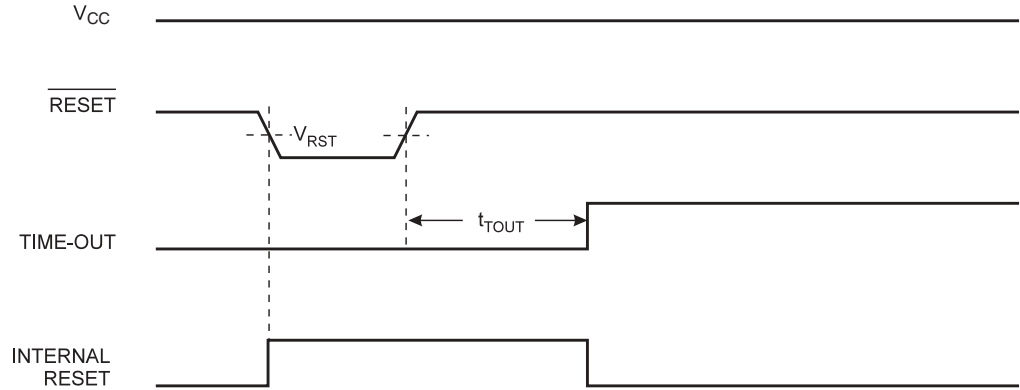 VCC
RESET
VRST
tTOUT
TIME-OUT
INTERNAL
RESET